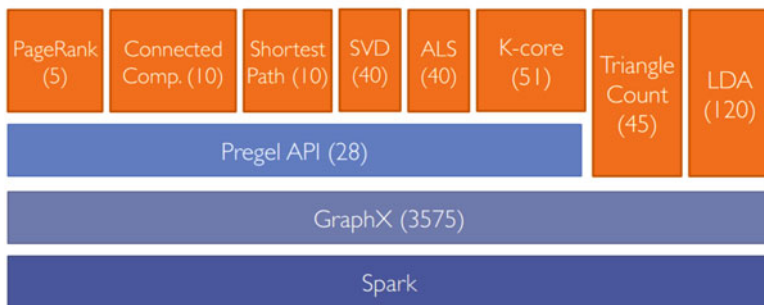 PageRank
(5)
Connected
Comp. (10)
Shortest
Path (10)
SVD
(40)
ALS
(40)
K-core
(51)
Triangle
Count
(45)
LDA
(120)
Pregel API (28)
GraphX (3575)
Spark